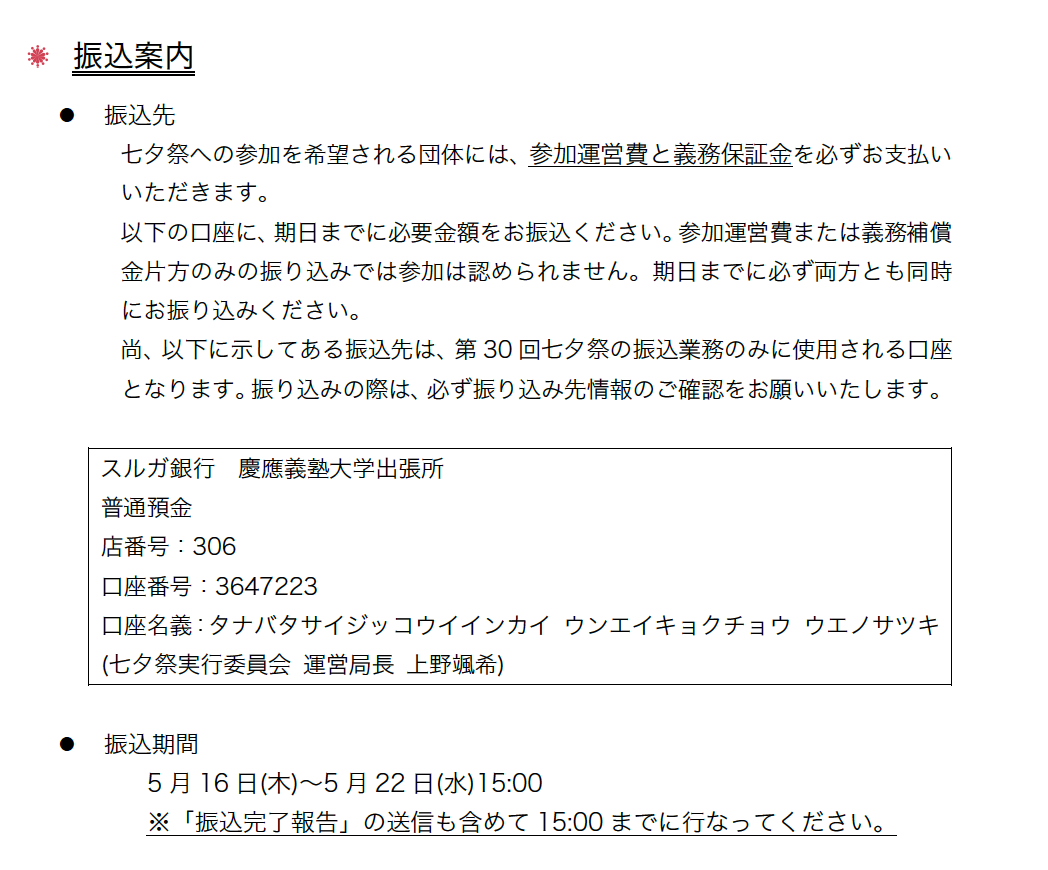 振込案内
● 振込先
七夕祭への参加を希望される団体には、参加運営費と義務保証金を必ずお支払い
いただきます。
以下の口座に、期日までに必要金額をお振込ください。参加運営費または義務補償
金片方のみの振り込みでは参加は認められません。期日までに必ず両方とも同時
にお振り込みください。
尚、以下に示してある振込先は、第 30 回七夕祭の振込業務のみに使用される口座
となります。振り込みの際は、必ず振り込み先情報のご確認をお願いいたします。
スルガ銀行　慶應義塾大学出張所
普通預金
店番号：306
口座番号：3647223
口座名義：タナバタサイジッコウイインカイ ウンエイキョクチョウ ウエノサツキ
(七夕祭実行委員会 運営局長 上野颯希)
● 振込期間
5 月 16 日(木)～5 月 22 日(水)15:00
※「振込完了報告」の送信も含めて 15:00 までに行なってください。